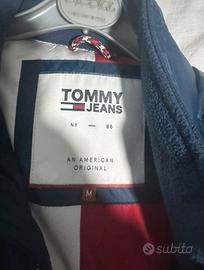 TOMMY
JEANS
NY — 85
AN AMERICAN
ORIGINAL
M
subito